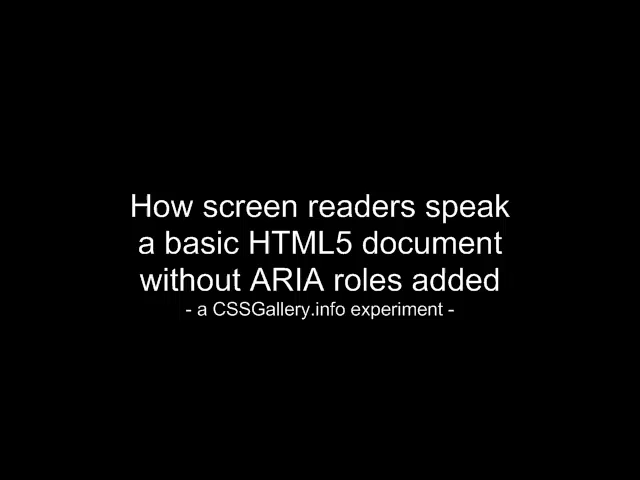 How screen readers speak
a basic HTML5 document
without ARIA roles added
- a CSSGallery.info experiment -